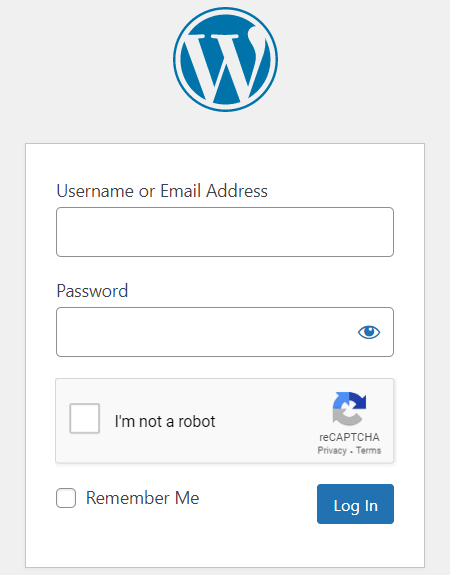 W
Username or Email Address
Password
I'm not a robot
reCAPTCHA
Privacy - Terms
Remember Me
Log In